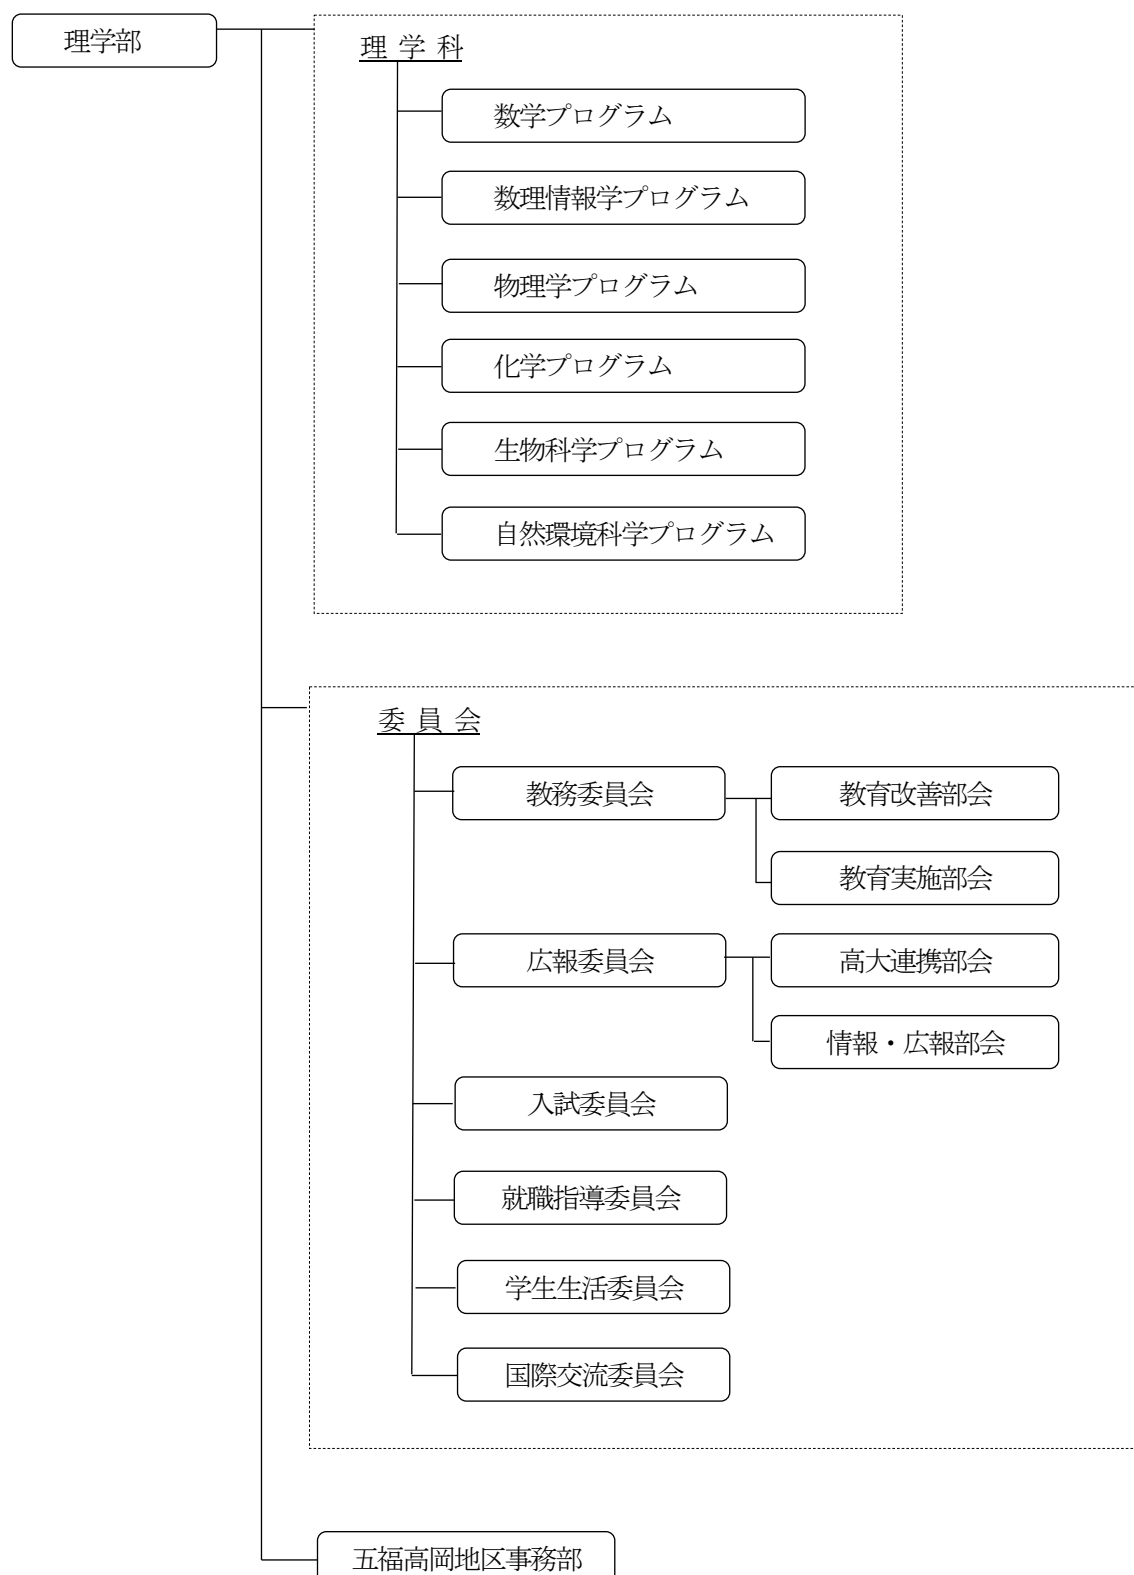 理学部
理学科
数学プログラム
数理情報学プログラム
物理学プログラム
化学プログラム
生物科学プログラム
自然環境科学プログラム
委員会
教務委員会
教育改善部会
教育実施部会
広報委員会
高大連携部会
情報・広報部会
入試委員会
就職指導委員会
学生生活委員会
国際交流委員会
五福高岡地区事務部